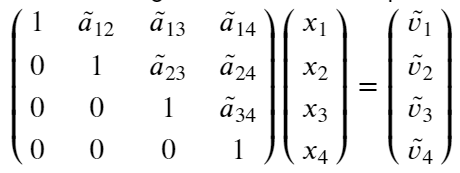 ( 1 ã₁₂ ã₁₃ ã₁₄ ) ( x₁ ) = ( ṽ₁ )
( 0 1 ã₂₃ ã₂₄ ) ( x₂ ) = ( ṽ₂ )
( 0 0 1 ã₃₄ ) ( x₃ ) = ( ṽ₃ )
( 0 0 0 1 ) ( x₄ ) = ( ṽ₄ )